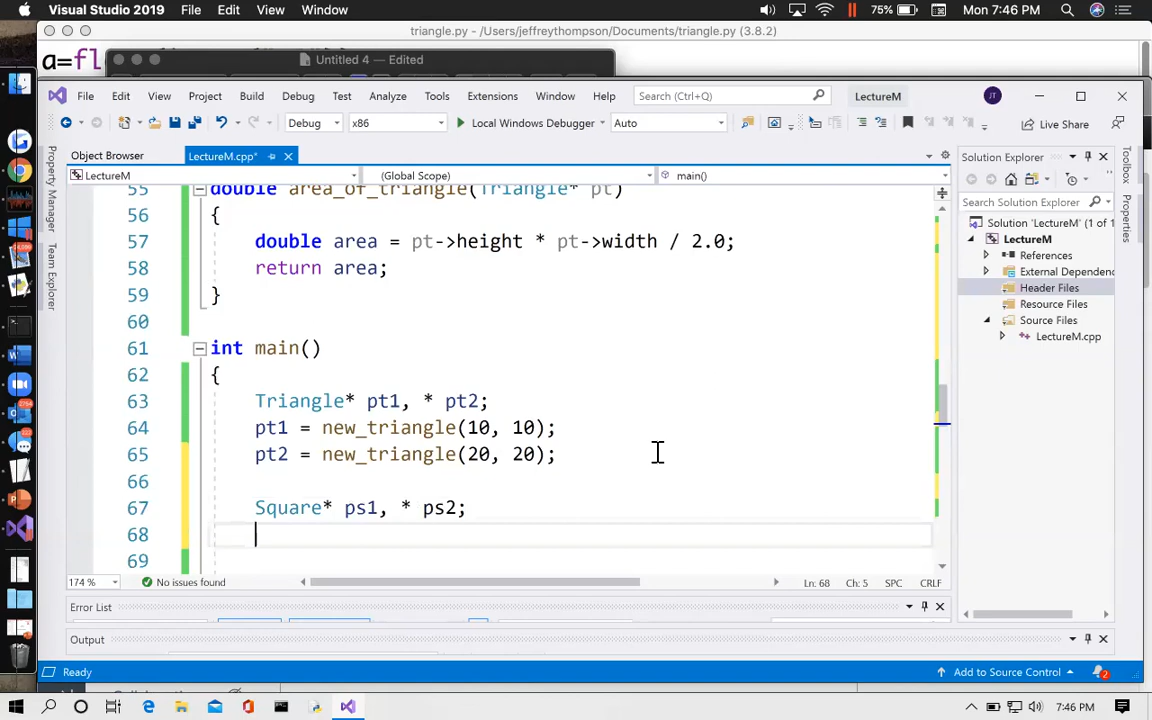 Visual Studio 2019 File Edit View Window 75% Mon 7:46 PM
triangle.py - /Users/jeffreythompson/Documents/triangle.py (3.8.2)
a=fl
Untitled 4 — Edited
File Edit View Project Build Debug Test Analyze Tools Extensions Window Help Search (Ctrl+Q) LectureM JT
Debug x86 Local Windows Debugger Auto Live Share
Object Browser LectureM.cpp* Solution Explorer
LectureM (Global Scope) main()
Property Manager
Team Explorer
Toolbox
Properties
Search Solution Explorer
Solution 'LectureM' (1 of 1
LectureM
References
External Dependenc
Header Files
Resource Files
Source Files
LectureM.cpp
55 double area_of_triangle(Triangle* pt)
56 {
57 double area = pt->height * pt->width / 2.0;
58 return area;
59 }
60
61 int main()
62 {
63 Triangle* pt1, * pt2;
64 pt1 = new_triangle(10, 10);
65 pt2 = new_triangle(20, 20);
66
67 Square* ps1, * ps2;
68
69
174 % No issues found Ln: 68 Ch: 5 SPC CRLF
Error List
Output
Ready Add to Source Control 2
7:46 PM